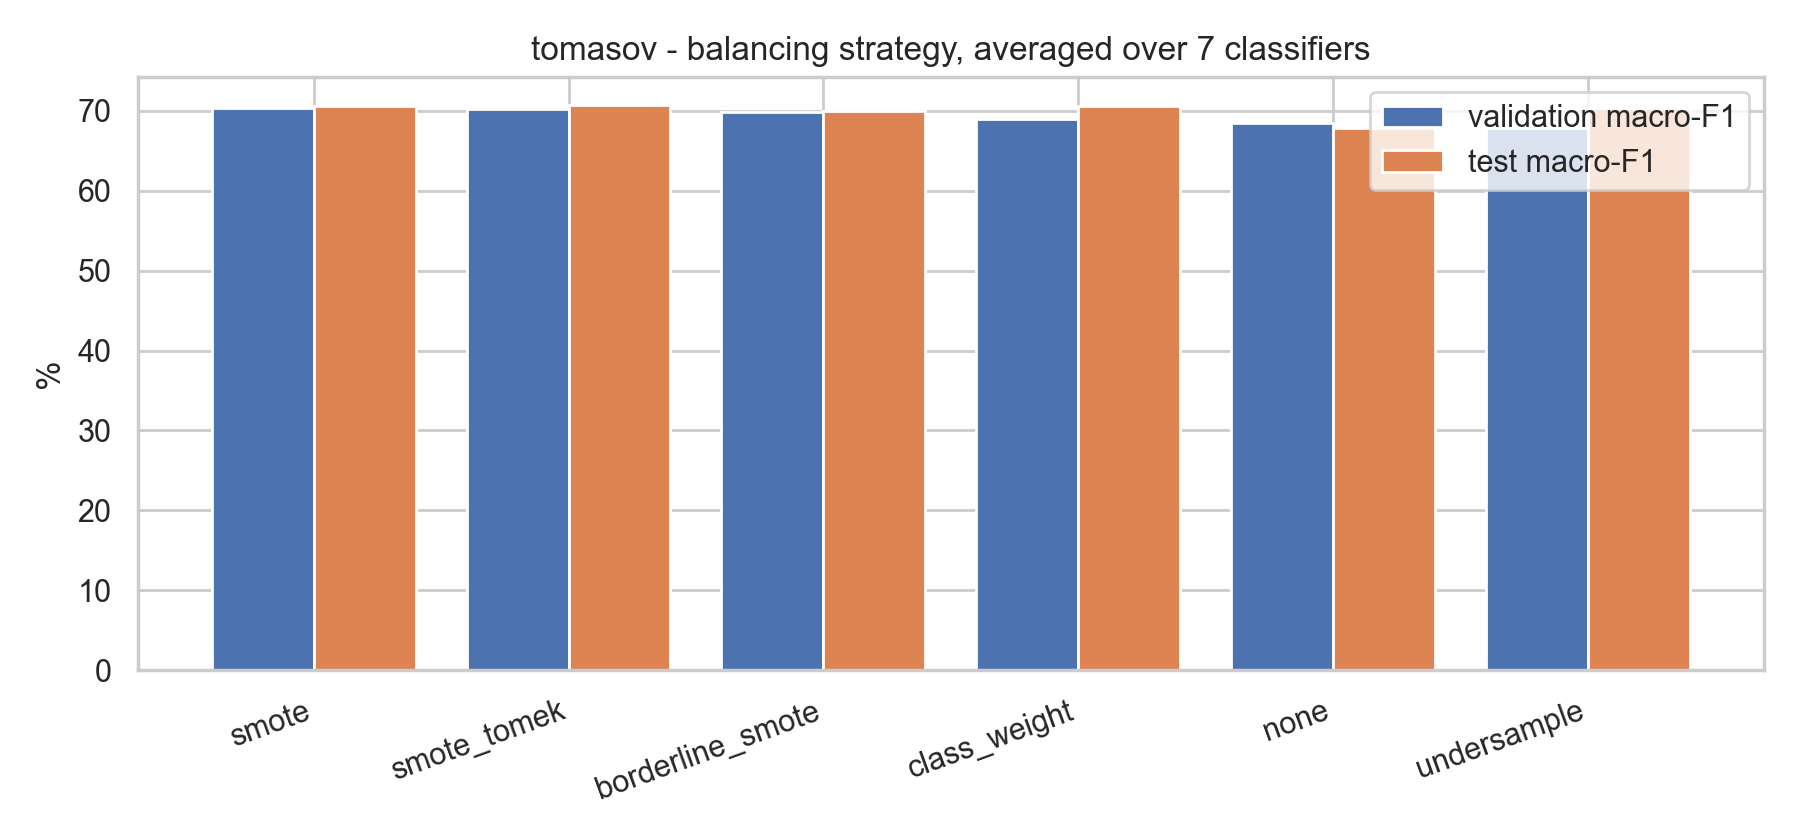 tomasov - balancing strategy, averaged over 7 classifiers
validation macro-F1
test macro-F1
%
70
60
50
40
30
20
10
0
smote
smote_tomek
borderline_smote
class_weight
none
undersample